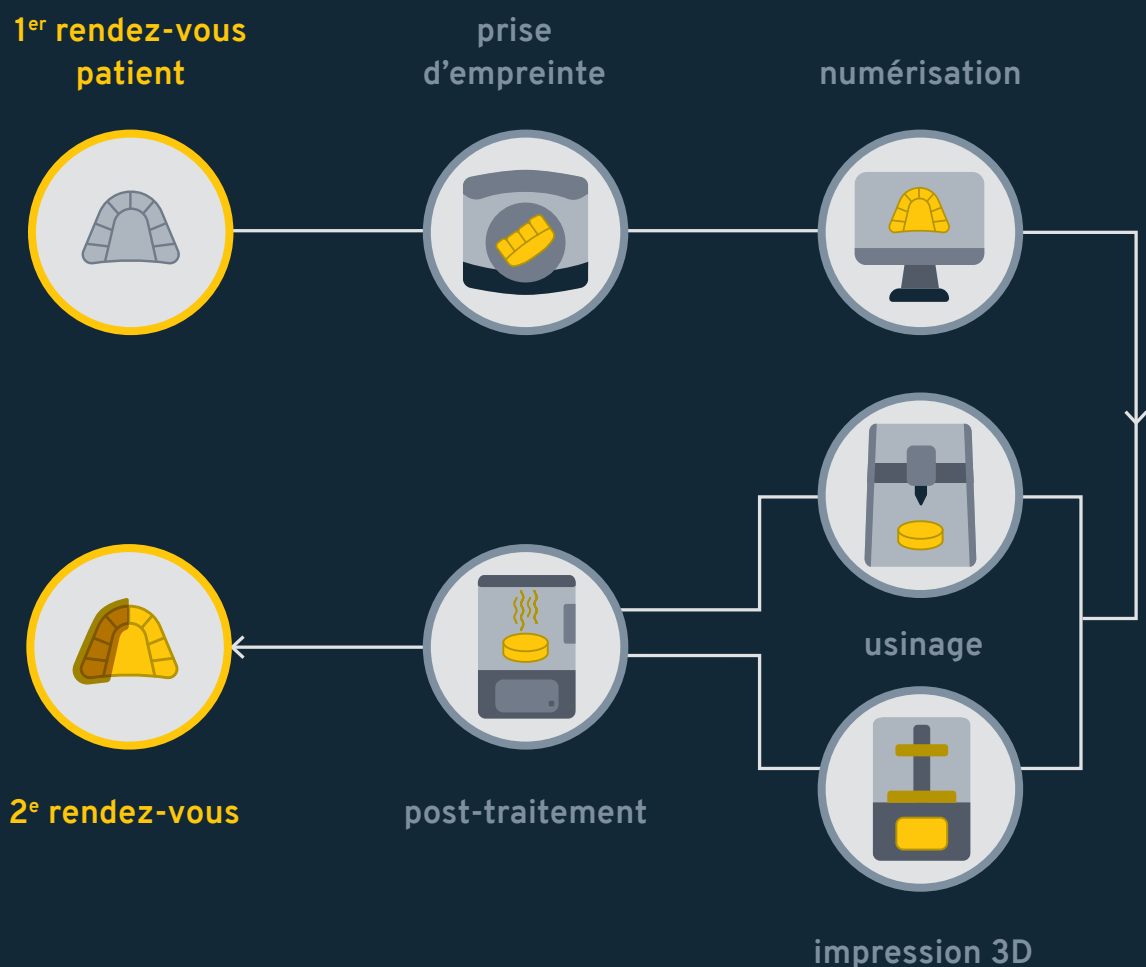 1er rendez-vous
patient
prise
d'empreinte
numérisation
usinage
2e rendez-vous
post-traitement
impression 3D